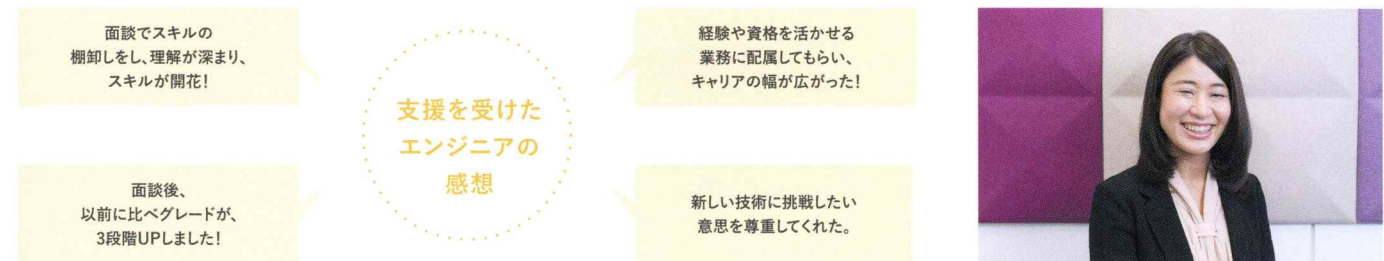 面談でスキルの
棚卸しをし、理解が深まり、
スキルが開花！
経験や資格を活かせる
業務に配属してもらい、
キャリアの幅が広がった！
支援を受けた
エンジニアの
感想
面談後、
以前に比べグレードが、
3段階UPしました！
新しい技術に挑戦したい
意思を尊重してくれた。